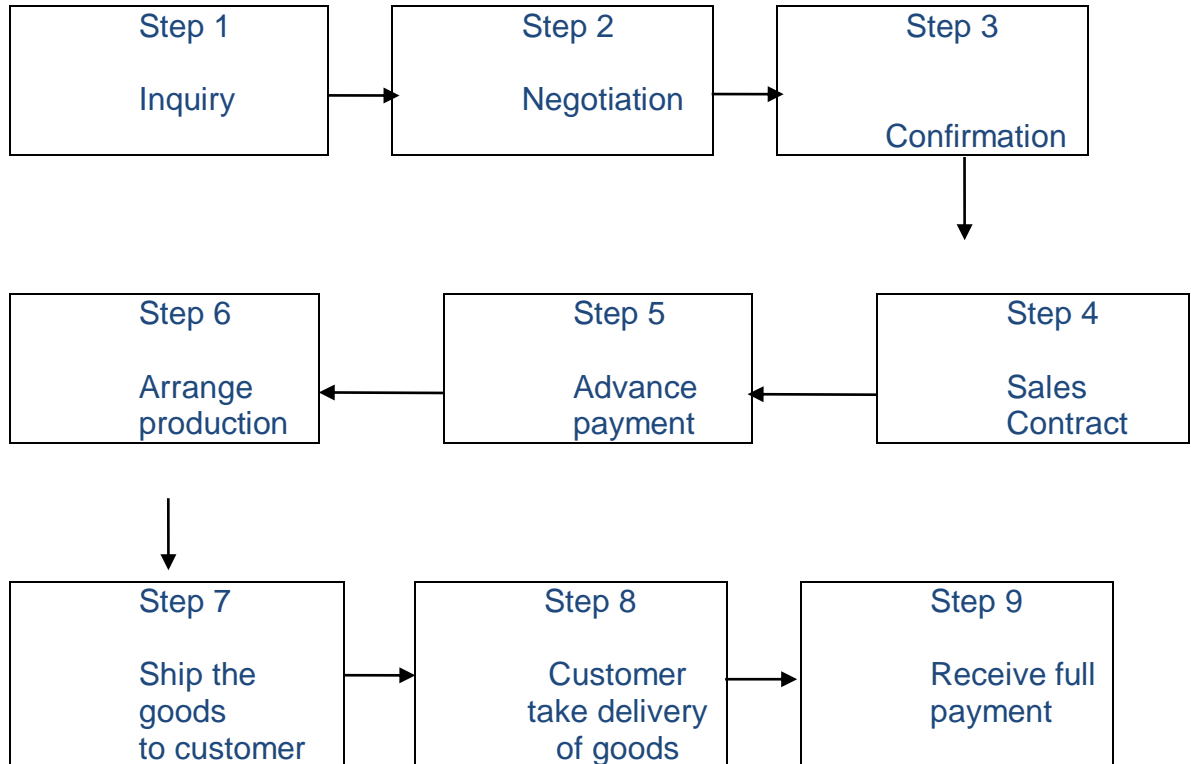 Step 1
Inquiry
Step 2
Negotiation
Step 3
Confirmation
Step 4
Sales
Contract
Step 5
Advance
payment
Step 6
Arrange
production
Step 7
Ship the
goods
to customer
Step 8
Customer
take delivery
of goods
Step 9
Receive full
payment